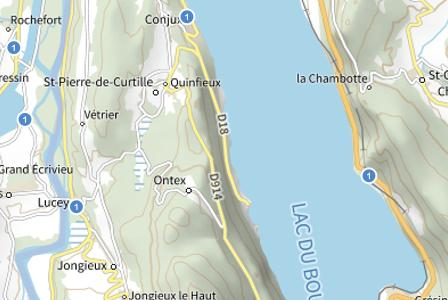 Rochefort
Conjux
1
1
la Chambotte
St-Pierre-de-Curtille
Quinfieux
Vétrier
1
D18
Grand Écrivieu
Ontex
D914
1
Lucey
1
LAC DU BOU
Jongieux
Jongieux le Haut